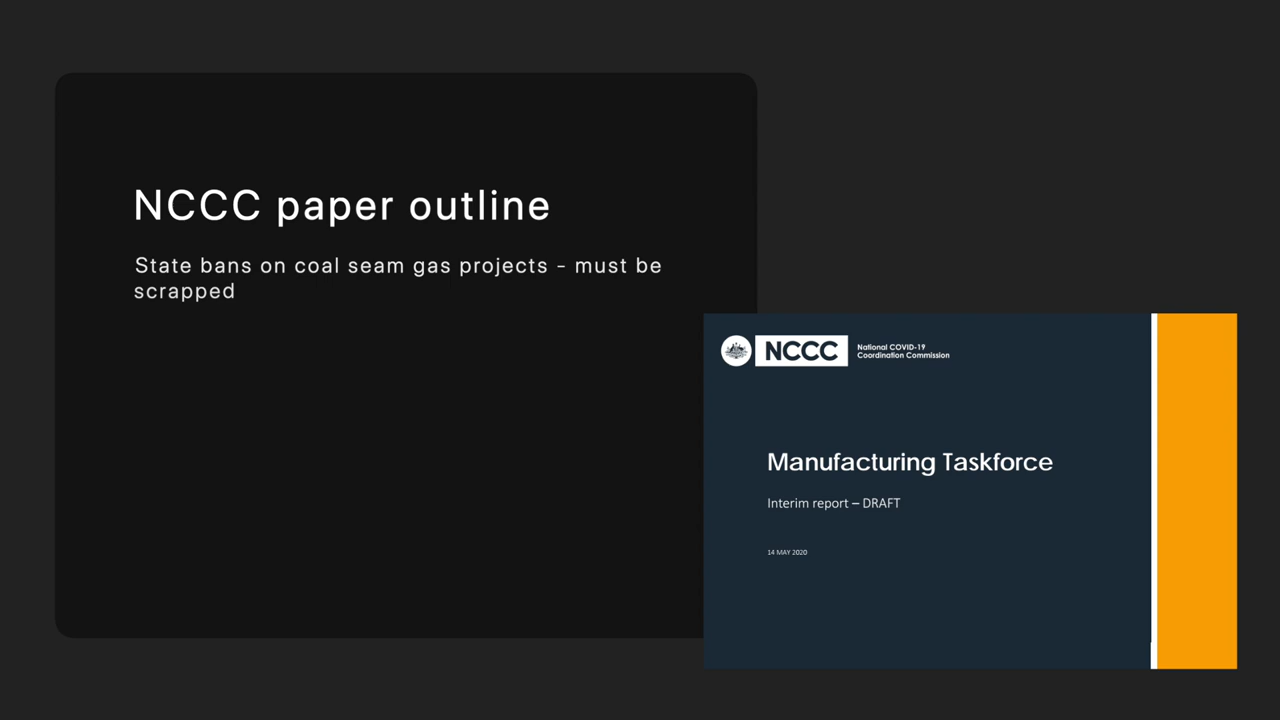 NCCC paper outline
State bans on coal seam gas projects - must be
scrapped
NCCC
National COVID-19
Coordination Commission
Manufacturing Taskforce
Interim report – DRAFT
14 MAY 2020